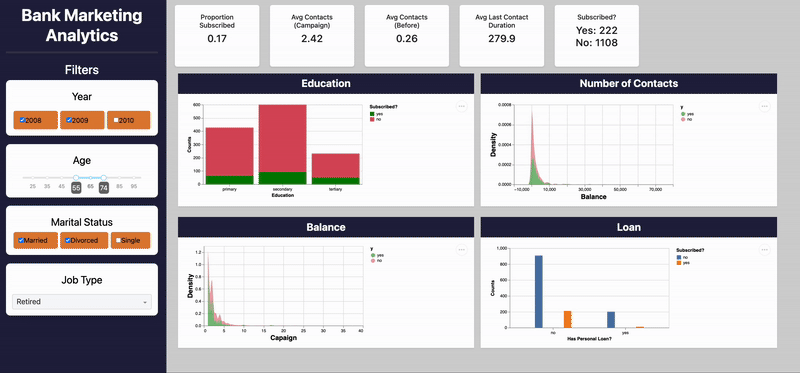 Bank Marketing
Analytics
Filters
Year
2008
2009
2010
Age
25 35 45 55 65 74 85 95
Marital Status
Married
Divorced
Single
Job Type
Retired
Proportion
Subscribed
0.17
Avg Contacts
(Campaign)
2.42
Avg Contacts
(Before)
0.26
Avg Last Contact
Duration
279.9
Subscribed?
Yes: 222
No: 1108
Education
Subscribed?
yes
no
600
500
400
300
200
100
0
Counts
primary
secondary
tertiary
Education
Number of Contacts
y
yes
no
0.0008
0.0006
0.0004
0.0002
0.0000
Density
−10,000 10,000 30,000 50,000 70,000
Balance
Balance
y
yes
no
1.2
1.0
0.8
0.6
0.4
0.2
0.0
Density
0 5 10 15 20 25 30 35 40
Capaign
Loan
Subscribed?
no
yes
1,000
800
600
400
200
0
Counts
no
yes
Has Personal Loan?